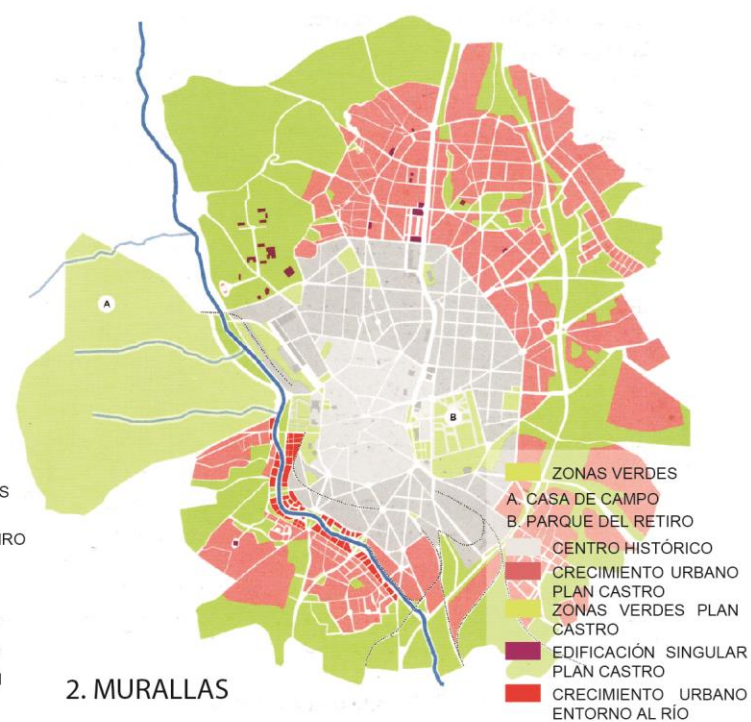 A
B
S
IRO
ZONAS VERDES
A. CASA DE CAMPO
B. PARQUE DEL RETIRO
CENTRO HISTÓRICO
CRECIMIENTO URBANO
PLAN CASTRO
ZONAS VERDES PLAN
CASTRO
EDIFICACIÓN SINGULAR
PLAN CASTRO
CRECIMIENTO URBANO
ENTORNO AL RÍO
2. MURALLAS